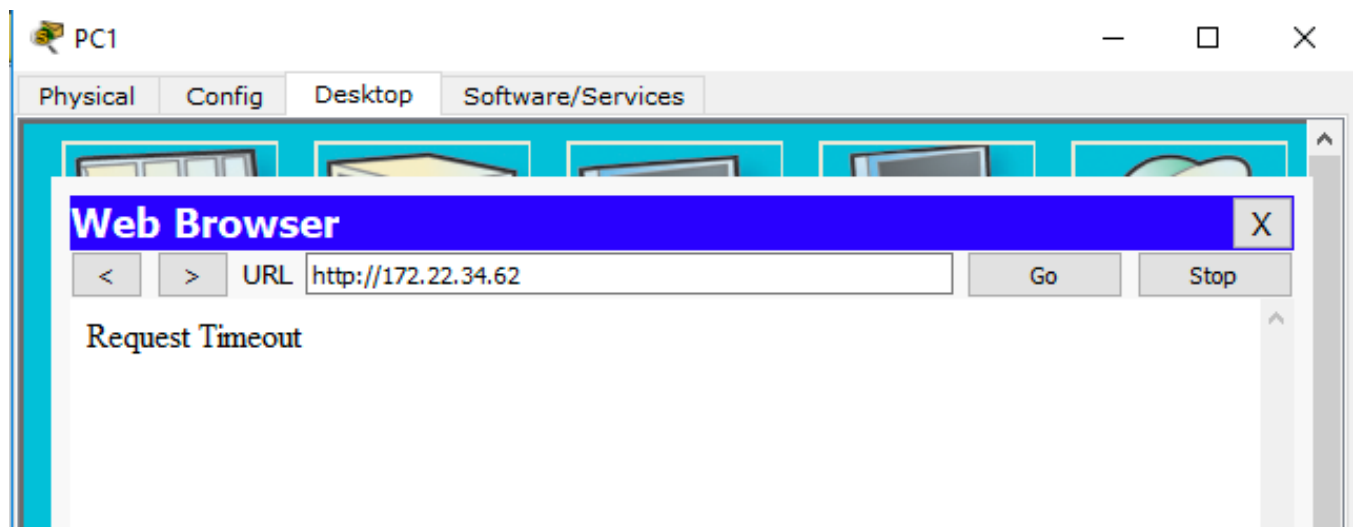 PC1
Physical Config Desktop Software/Services
Web Browser X
< > URL http://172.22.34.62 Go Stop
Request Timeout